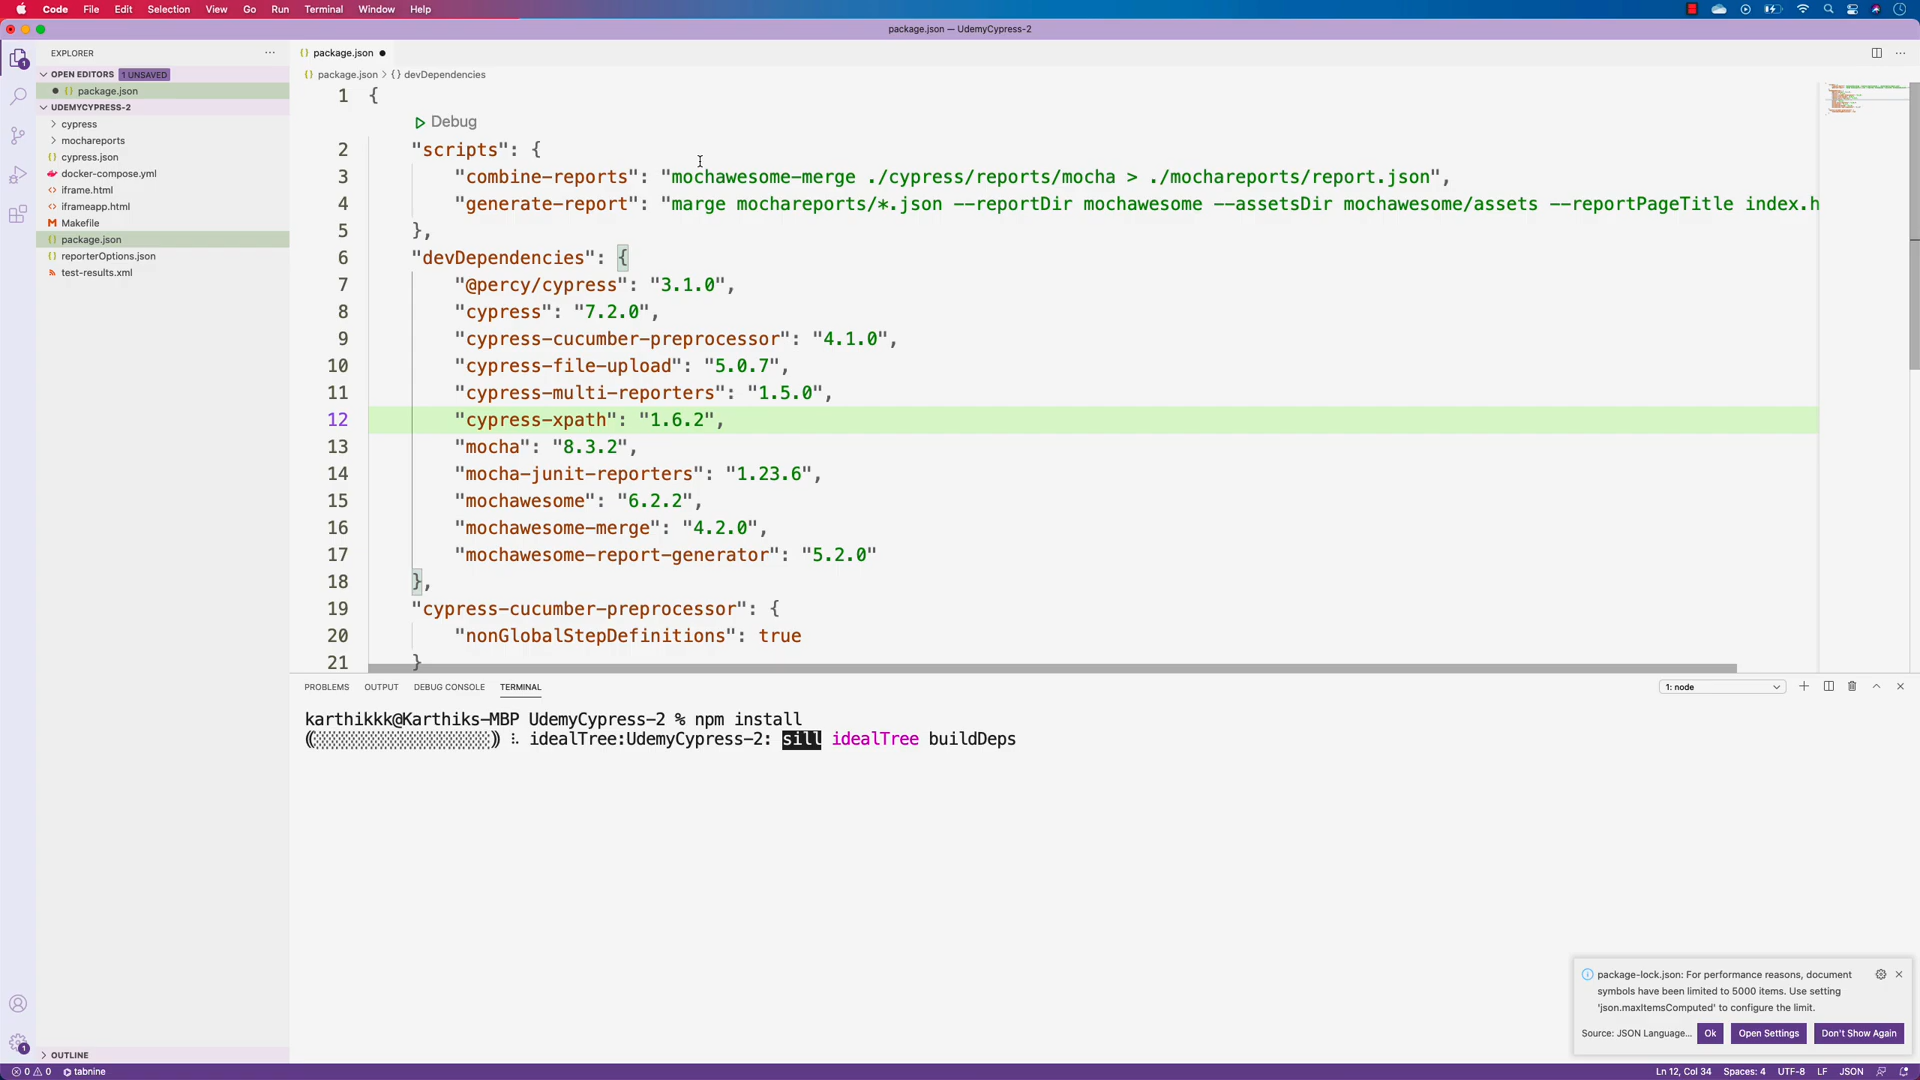 Code File Edit Selection View Go Run Terminal Window Help
package.json — UdemyCypress-2
EXPLORER
OPEN EDITORS 1 UNSAVED
package.json
UDEMYCYPRESS-2
cypress
mochareports
cypress.json
docker-compose.yml
iframe.html
iframeapp.html
Makefile
package.json
reporterOptions.json
test-results.xml
OUTLINE
package.json
package.json > {} devDependencies
1 {
Debug
2 "scripts": {
3 "combine-reports": "mochawesome-merge ./cypress/reports/mocha > ./mochareports/report.json",
4 "generate-report": "marge mochareports/*.json --reportDir mochawesome --assetsDir mochawesome/assets --reportPageTitle index.h
5 },
6 "devDependencies": {
7 "@percy/cypress": "3.1.0",
8 "cypress": "7.2.0",
9 "cypress-cucumber-preprocessor": "4.1.0",
10 "cypress-file-upload": "5.0.7",
11 "cypress-multi-reporters": "1.5.0",
12 "cypress-xpath": "1.6.2",
13 "mocha": "8.3.2",
14 "mocha-junit-reporters": "1.23.6",
15 "mochawesome": "6.2.2",
16 "mochawesome-merge": "4.2.0",
17 "mochawesome-report-generator": "5.2.0"
18 },
19 "cypress-cucumber-preprocessor": {
20 "nonGlobalStepDefinitions": true
21 }
PROBLEMS OUTPUT DEBUG CONSOLE TERMINAL
1: node
karthikkk@Karthiks-MBP UdemyCypress-2 % npm install
idealTree:UdemyCypress-2: sill idealTree buildDeps
package-lock.json: For performance reasons, document
symbols have been limited to 5000 items. Use setting
'json.maxItemsComputed' to configure the limit.
Source: JSON Language... Ok Open Settings Don't Show Again
0 0 tabnine
Ln 12, Col 34 Spaces: 4 UTF-8 LF JSON